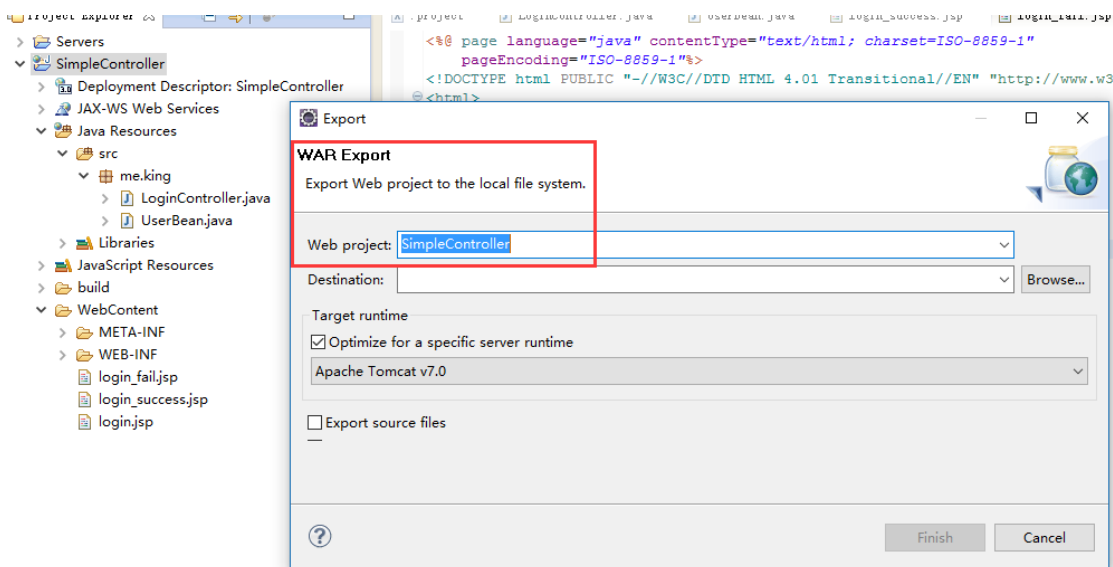 Project Explorer
.project
LoginController.java
UserBean.java
login_success.jsp
login_fail.jsp
Servers
SimpleController
Deployment Descriptor: SimpleController
JAX-WS Web Services
Java Resources
src
me.king
LoginController.java
UserBean.java
Libraries
JavaScript Resources
build
WebContent
META-INF
WEB-INF
login_fail.jsp
login_success.jsp
login.jsp
<%@ page language="java" contentType="text/html; charset=ISO-8859-1"
pageEncoding="ISO-8859-1"%>
<!DOCTYPE html PUBLIC "-//W3C//DTD HTML 4.01 Transitional//EN" "http://www.w3
<html>
Export
WAR Export
Export Web project to the local file system.
Web project: SimpleController
Destination:
Browse...
Target runtime
Optimize for a specific server runtime
Apache Tomcat v7.0
Export source files
Finish
Cancel